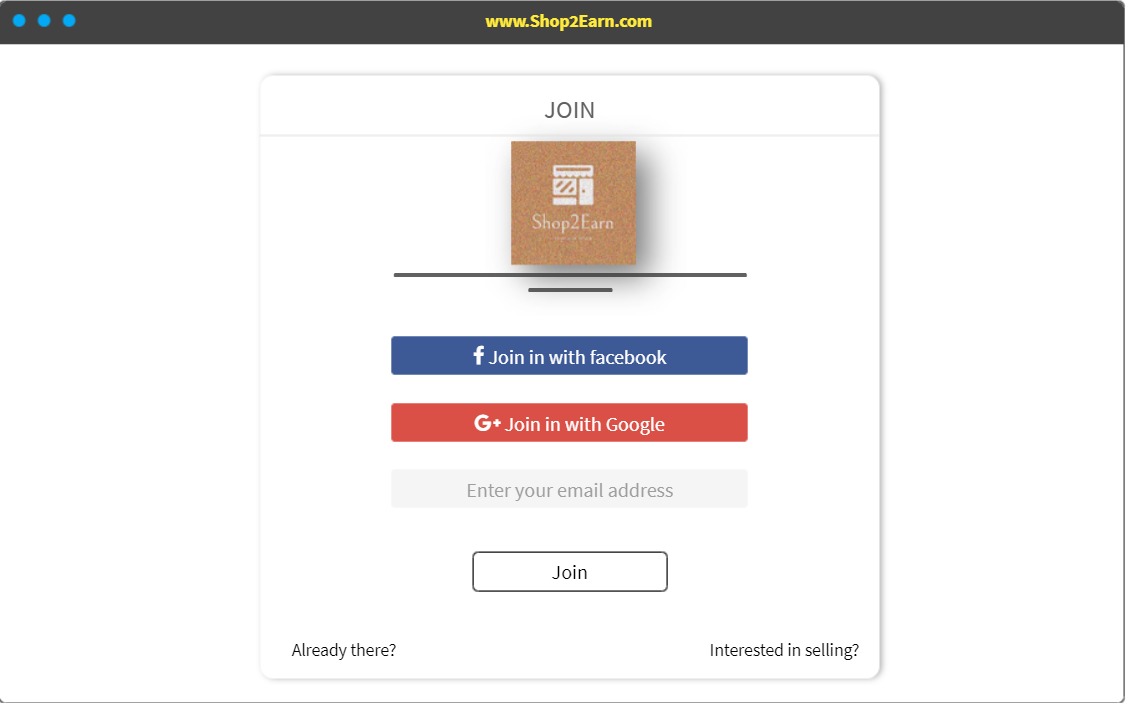 www.Shop2Earn.com
JOIN
Shop2Earn
Join in with facebook
G+ Join in with Google
Enter your email address
Join
Already there?
Interested in selling?